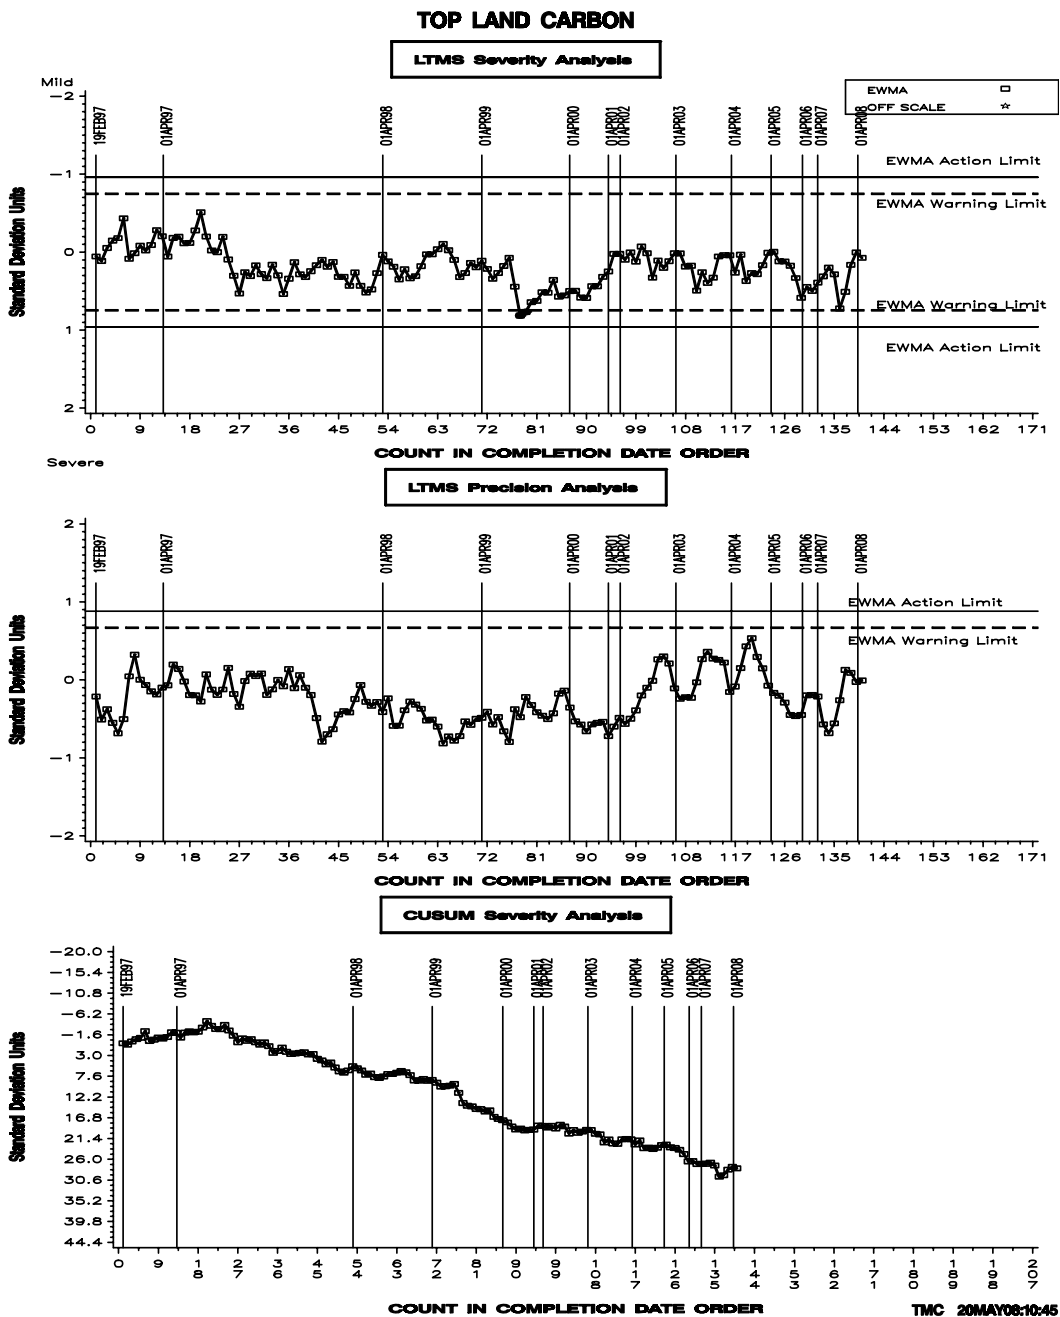 TOP LAND CARBON
LTMS Severity Analysis
Mild
EWMA
OFF SCALE
-2
-1
0
1
2
Standard Deviation Units
19FEB97 01APR97 01APR98 01APR99 01APR00 01APR01 01APR02 01APR03 01APR04 01APR05 01APR06 01APR07 01APR08
EWMA Action Limit
EWMA Warning Limit
EWMA Warning Limit
EWMA Action Limit
0 9 18 27 36 45 54 63 72 81 90 99 108 117 126 135 144 153 162 171
COUNT IN COMPLETION DATE ORDER
Severe
LTMS Precision Analysis
2
1
0
-1
-2
Standard Deviation Units
19FEB97 01APR97 01APR98 01APR99 01APR00 01APR01 01APR02 01APR03 01APR04 01APR05 01APR06 01APR07 01APR08
EWMA Action Limit
EWMA Warning Limit
0 9 18 27 36 45 54 63 72 81 90 99 108 117 126 135 144 153 162 171
COUNT IN COMPLETION DATE ORDER
CUSUM Severity Analysis
-20.0
-15.4
-10.8
-6.2
-1.6
3.0
7.6
12.2
16.8
21.4
26.0
30.6
35.2
39.8
44.4
Standard Deviation Units
19FEB97 01APR97 01APR98 01APR99 01APR00 01APR01 01APR02 01APR03 01APR04 01APR05 01APR06 01APR07 01APR08
0 9 18 27 36 45 54 63 72 81 90 99 108 117 126 135 144 153 162 171 180 189 198 207
COUNT IN COMPLETION DATE ORDER
TMC 20MAY08:10:45